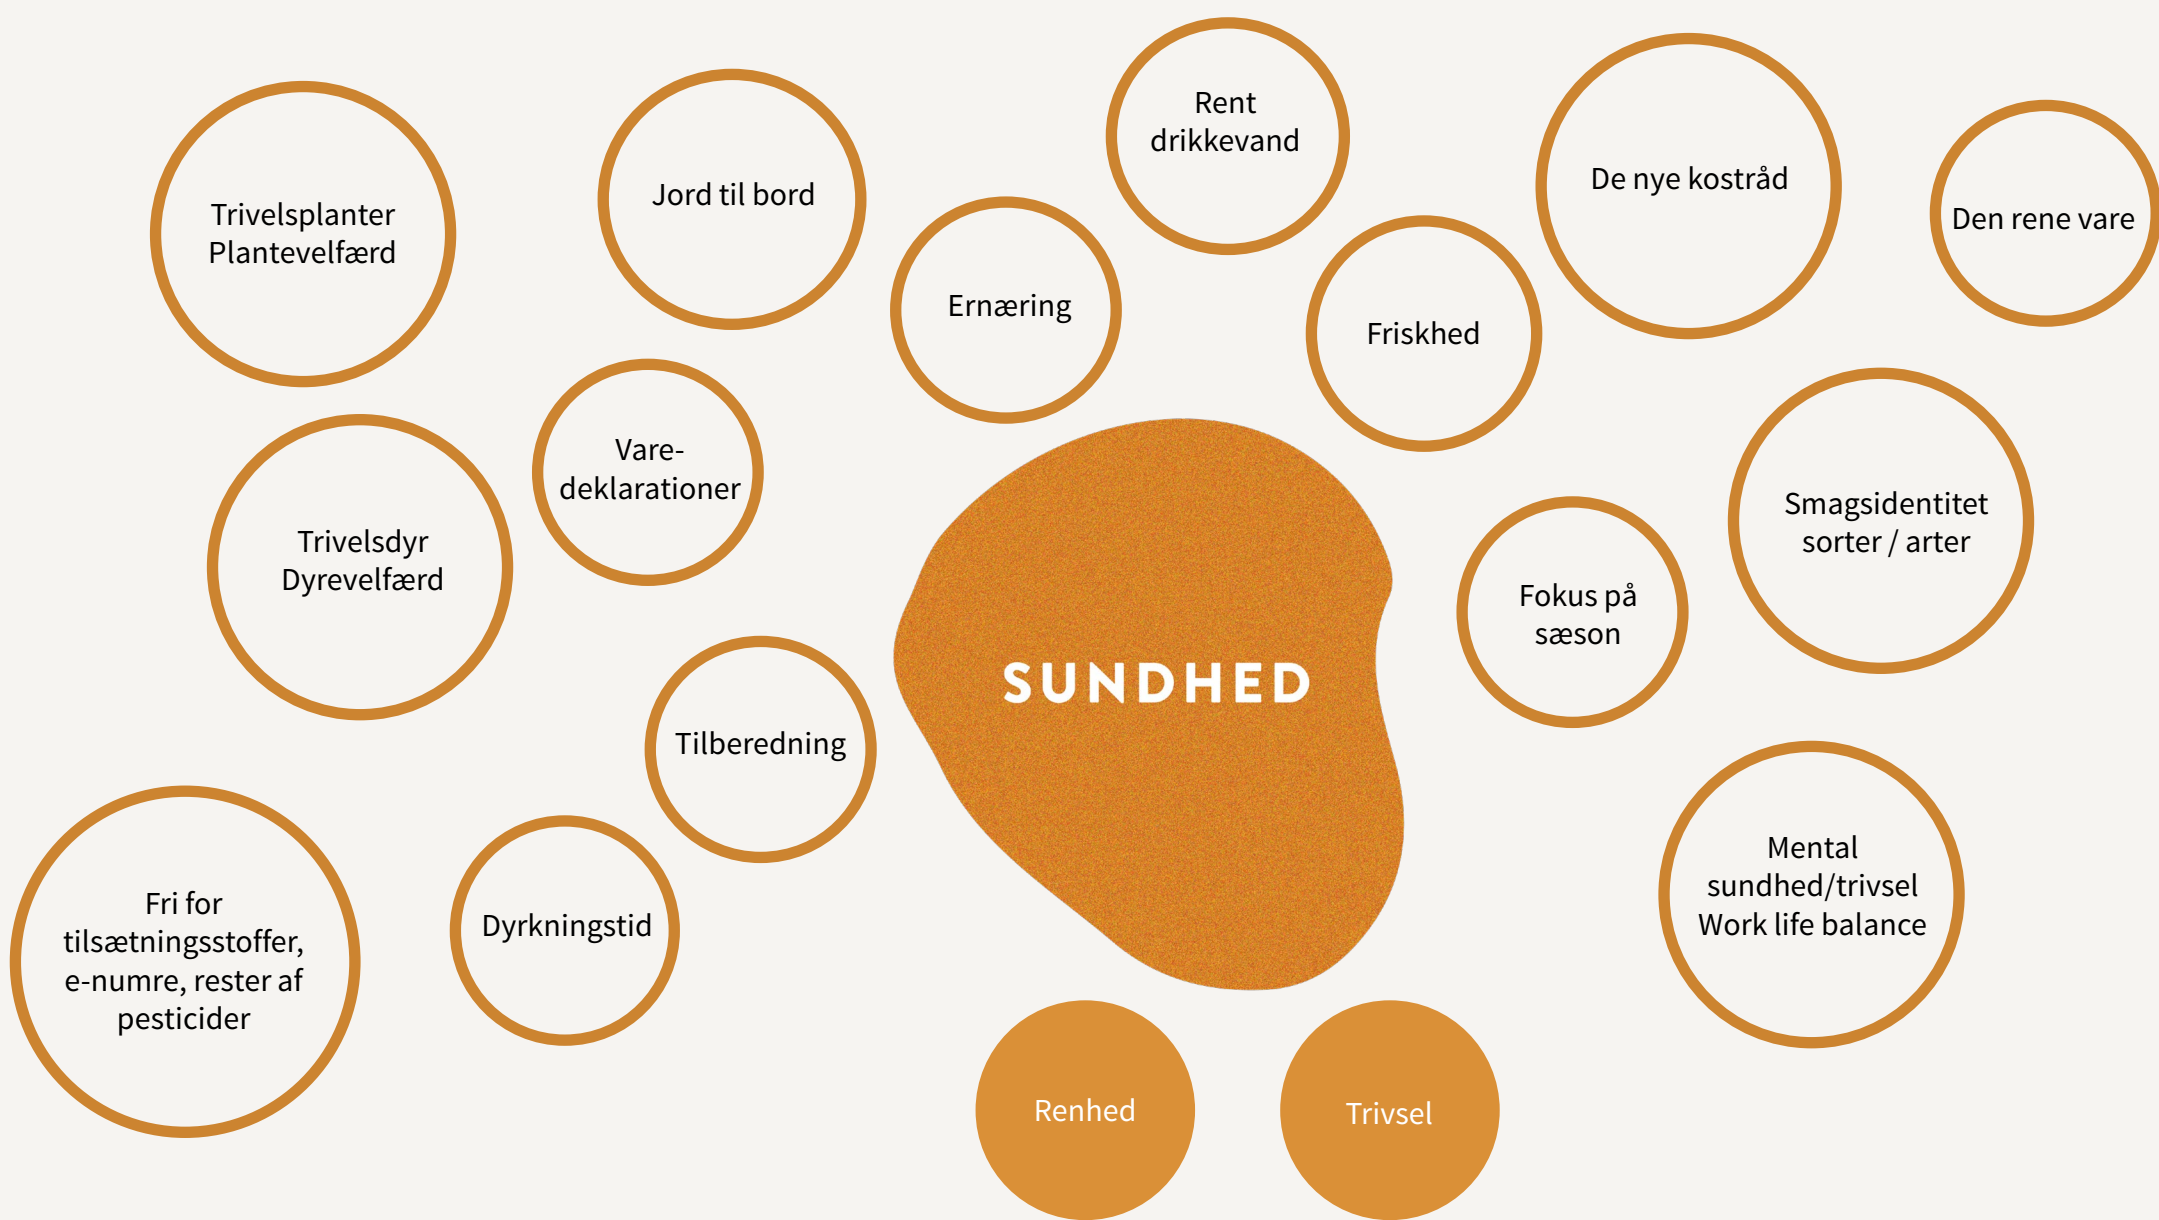 Rent
drikkevand
De nye kostråd
Jord til bord
Trivelsplanter
Plantevelfærd
Den rene vare
Ernæring
Friskhed
Vare-
deklarationer
Smagsidentitet
sorter / arter
Trivelsdyr
Dyrevelfærd
Fokus på
sæson
SUNDHED
Tilberedning
Mental
sundhed/trivsel
Work life balance
Fri for
tilsætningsstoffer,
e-numre, rester af
pesticider
Dyrkningstid
Renhed
Trivsel